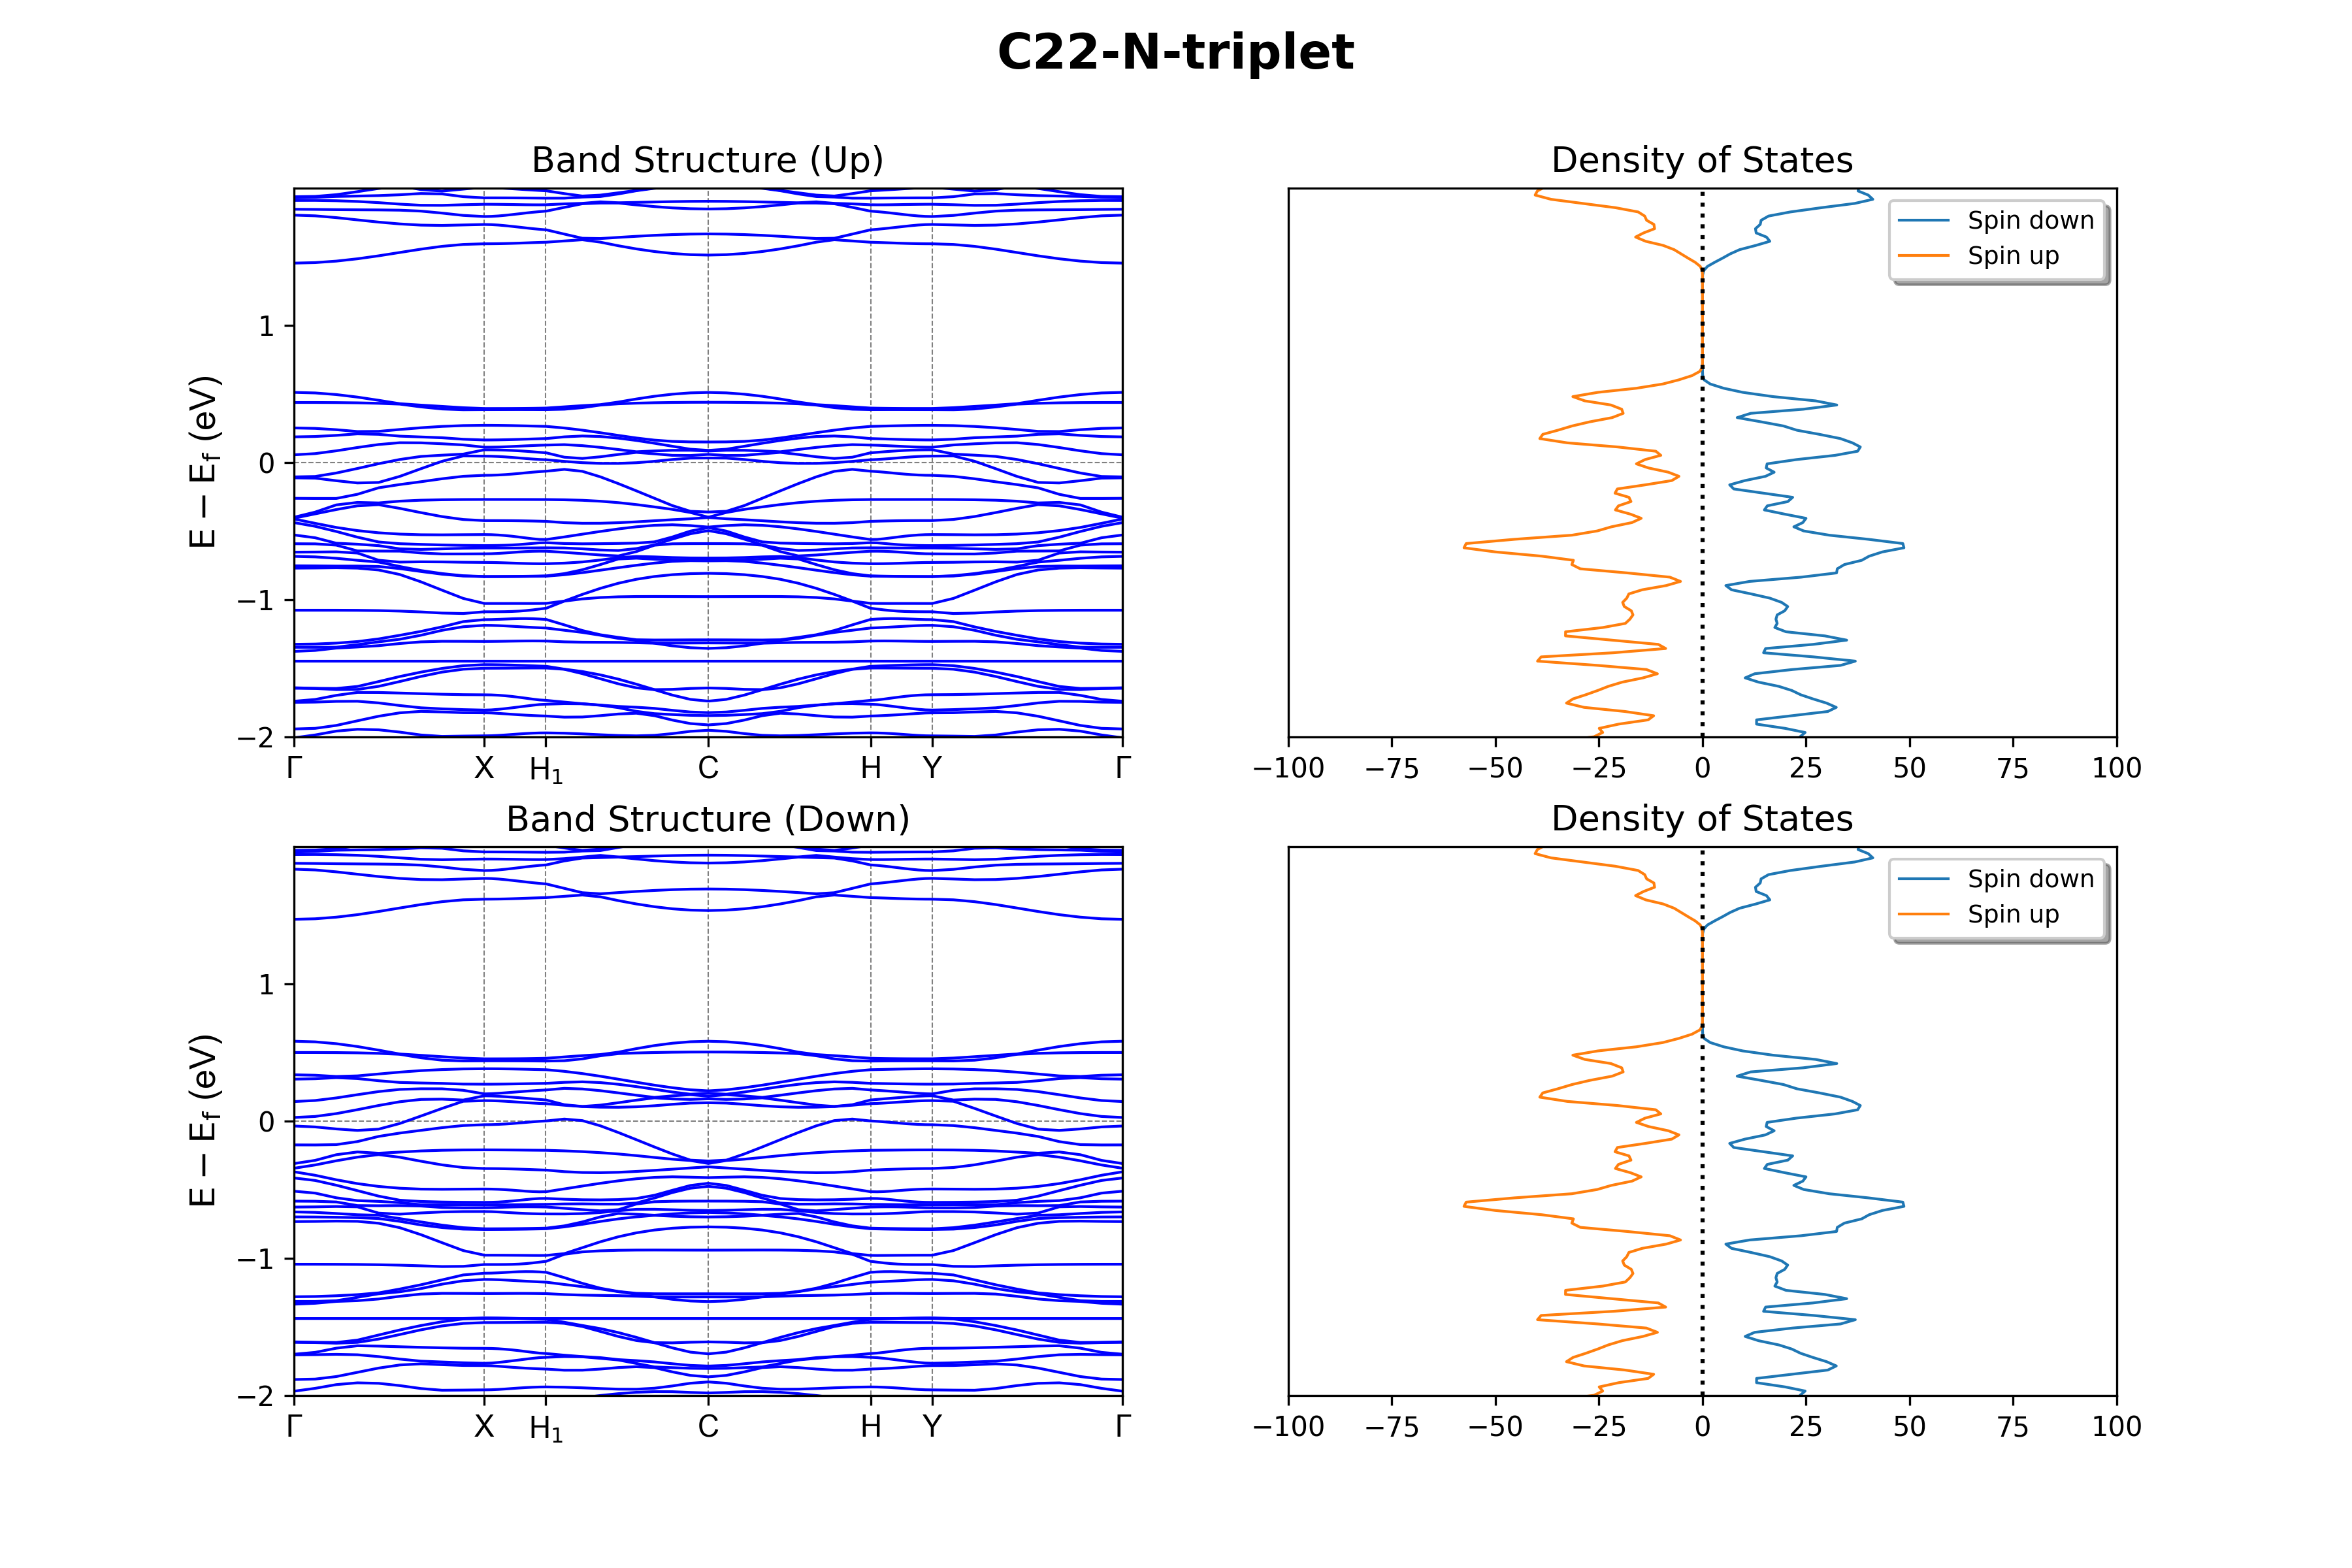 C22-N-triplet
Band Structure (Up)
E − E_f (eV)
1
0
−1
−2
Γ X H₁ C H Y Γ
Density of States
Spin down
Spin up
−100 −75 −50 −25 0 25 50 75 100
Band Structure (Down)
E − E_f (eV)
1
0
−1
−2
Γ X H₁ C H Y Γ
Density of States
Spin down
Spin up
−100 −75 −50 −25 0 25 50 75 100